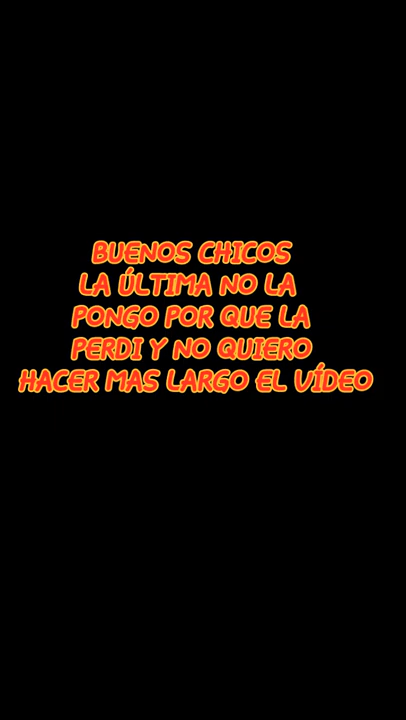 BUENOS CHICOS
LA ÚLTIMA NO LA
PONGO POR QUE LA
PERDI Y NO QUIERO
HACER MAS LARGO EL VÍDEO